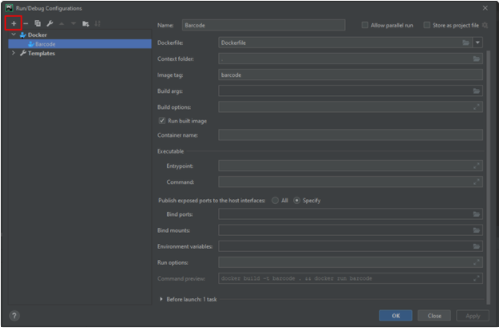 Run/Debug Configurations
Docker
Barcode
Templates
Name: Barcode
Allow parallel run
Store as project file
Dockerfile: Dockerfile
Context folder: .
Image tag: barcode
Build args:
Build options:
Run built image
Container name:
Executable
Entrypoint:
Command:
Publish exposed ports to the host interfaces: All Specify
Bind ports:
Bind mounts:
Environment variables:
Run options:
Command preview: docker build -t barcode . && docker run barcode
Before launch: 1 task
?
OK
Close
Apply